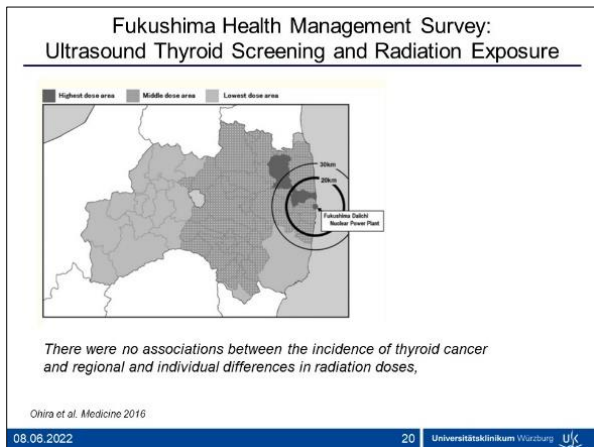 Fukushima Health Management Survey:
Ultrasound Thyroid Screening and Radiation Exposure
Highest dose area Middle dose area Lowest dose area
30km
20km
Fukushima Daiichi
Nuclear Power Plant
There were no associations between the incidence of thyroid cancer
and regional and individual differences in radiation doses,
Ohira et al. Medicine 2016
08.06.2022 20 Universitätsklinikum Würzburg UK